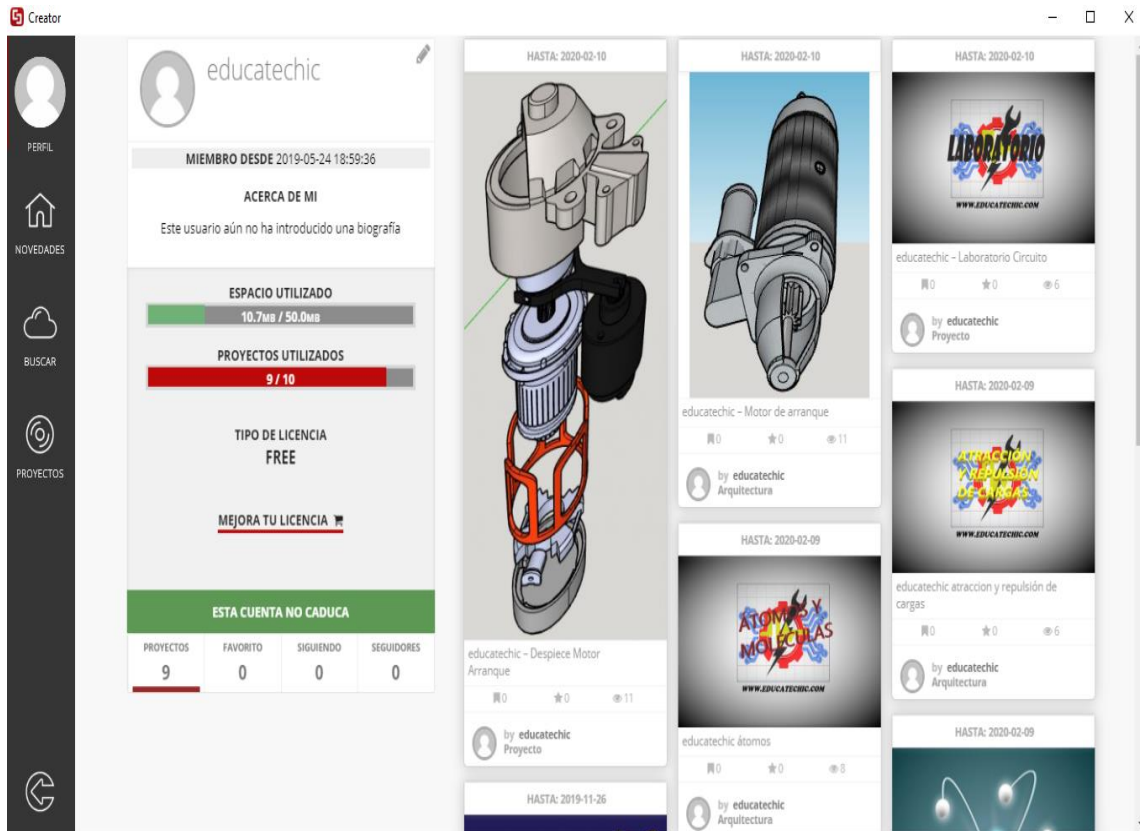 Creator
PERFIL
NOVEDADES
BUSCAR
PROYECTOS
educatechic
MIEMBRO DESDE 2019-05-24 18:59:36
ACERCA DE MI
Este usuario aún no ha introducido una biografía
ESPACIO UTILIZADO
10.7MB / 50.0MB
PROYECTOS UTILIZADOS
9 / 10
TIPO DE LICENCIA
FREE
MEJORA TU LICENCIA
ESTA CUENTA NO CADUCA
PROYECTOS
9
FAVORITO
0
SIGUIENDO
0
SEGUIDORES
0
HASTA: 2020-02-10
educatechic – Despiece Motor
Arranque
0 0 11
by educatechic
Proyecto
HASTA: 2019-11-26
HASTA: 2020-02-10
educatechic – Motor de arranque
0 0 11
by educatechic
Arquitectura
HASTA: 2020-02-09
ÁTOMOS Y
MOLÉCULAS
WWW.EDUCATECHIC.COM
educatechic átomos
0 0 8
by educatechic
Arquitectura
HASTA: 2020-02-10
LABORATORIO
WWW.EDUCATECHIC.COM
educatechic – Laboratorio Circuito
0 0 6
by educatechic
Proyecto
HASTA: 2020-02-09
ATRACCIÓN
Y REPULSIÓN
DE CARGAS
WWW.EDUCATECHIC.COM
educatechic atraccion y repulsión de
cargas
0 0 6
by educatechic
Arquitectura
HASTA: 2020-02-09